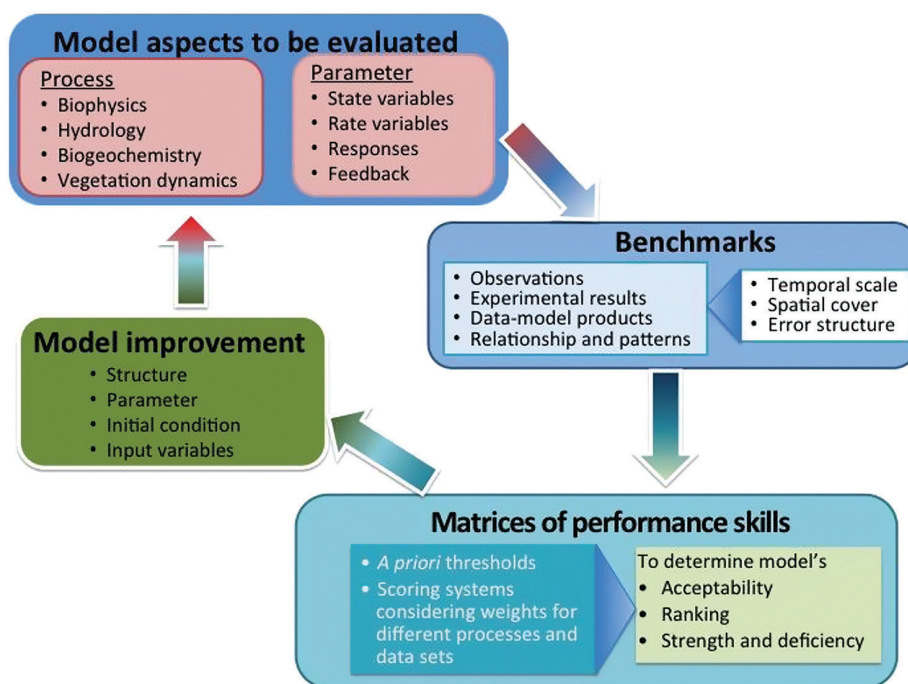 Model aspects to be evaluated
Process
• Biophysics
• Hydrology
• Biogeochemistry
• Vegetation dynamics
Parameter
• State variables
• Rate variables
• Responses
• Feedback
Benchmarks
• Observations
• Experimental results
• Data-model products
• Relationship and patterns
• Temporal scale
• Spatial cover
• Error structure
Matrices of performance skills
• A priori thresholds
• Scoring systems
considering weights for
different processes and
data sets
To determine model's
• Acceptability
• Ranking
• Strength and deficiency
Model improvement
• Structure
• Parameter
• Initial condition
• Input variables